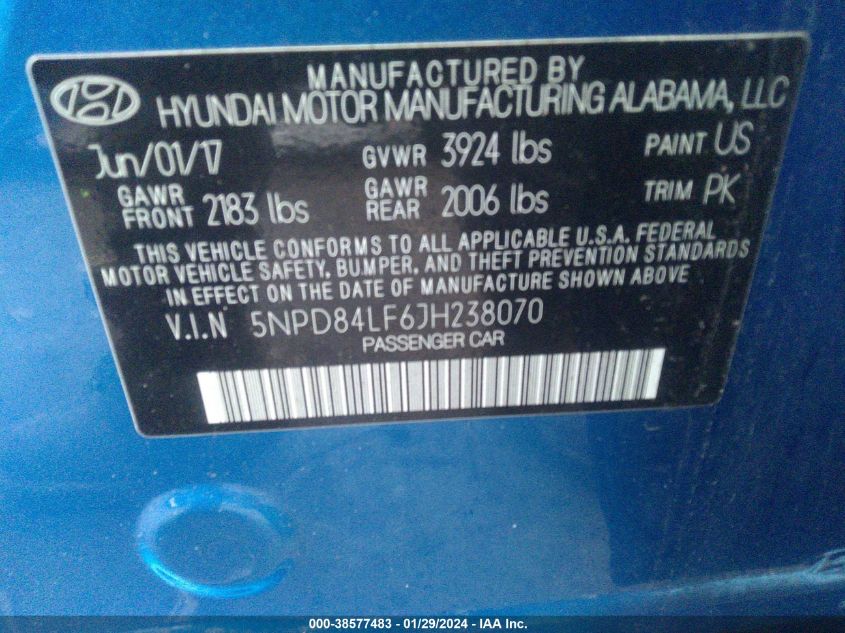 MANUFACTURED BY
HYUNDAI MOTOR MANUFACTURING ALABAMA, LLC
Jun/01/17 GVWR 3924 lbs PAINT US
GAWR FRONT 2183 lbs GAWR REAR 2006 lbs TRIM PK
THIS VEHICLE CONFORMS TO ALL APPLICABLE U.S.A. FEDERAL
MOTOR VEHICLE SAFETY, BUMPER, AND THEFT PREVENTION STANDARDS
IN EFFECT ON THE DATE OF MANUFACTURE SHOWN ABOVE
V.I.N 5NPD84LF6JH238070
PASSENGER CAR
000-38577483 - 01/29/2024 - IAA Inc.